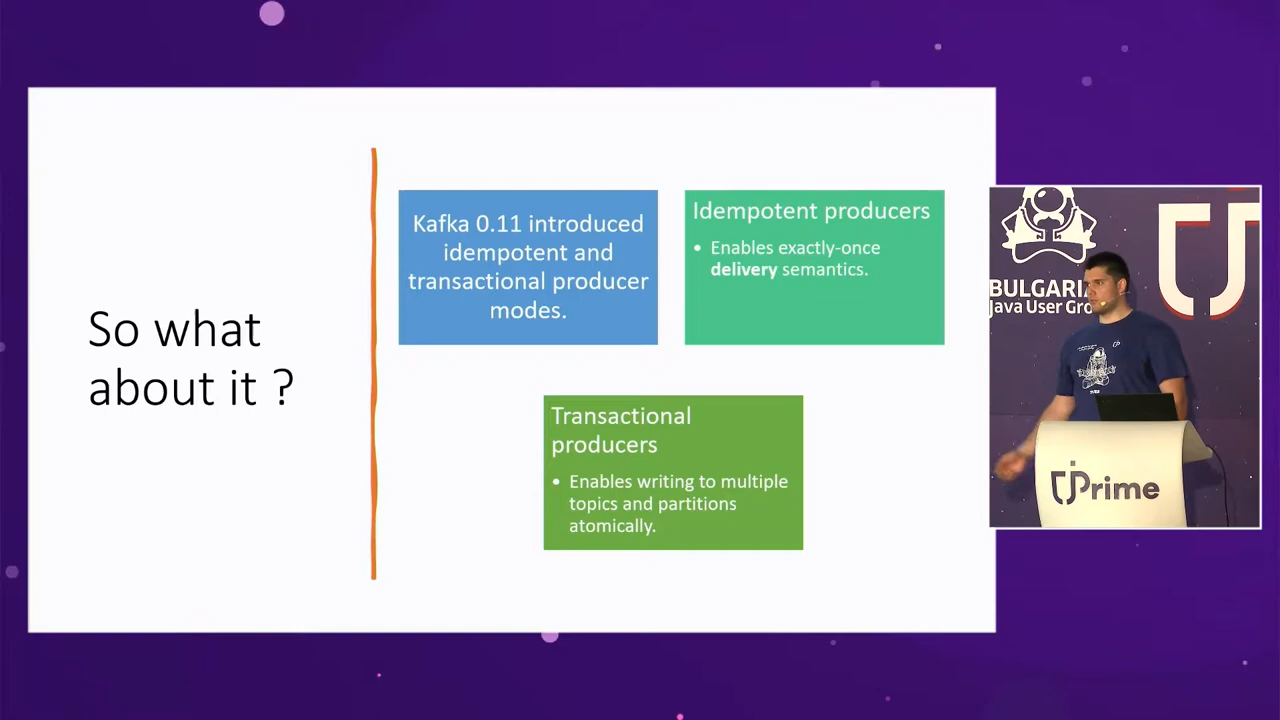 So what
about it ?
Kafka 0.11 introduced
idempotent and
transactional producer
modes.
Idempotent producers
• Enables exactly-once
delivery semantics.
Transactional
producers
• Enables writing to multiple
topics and partitions
atomically.
BULGARIA
Java User Gro
Prime